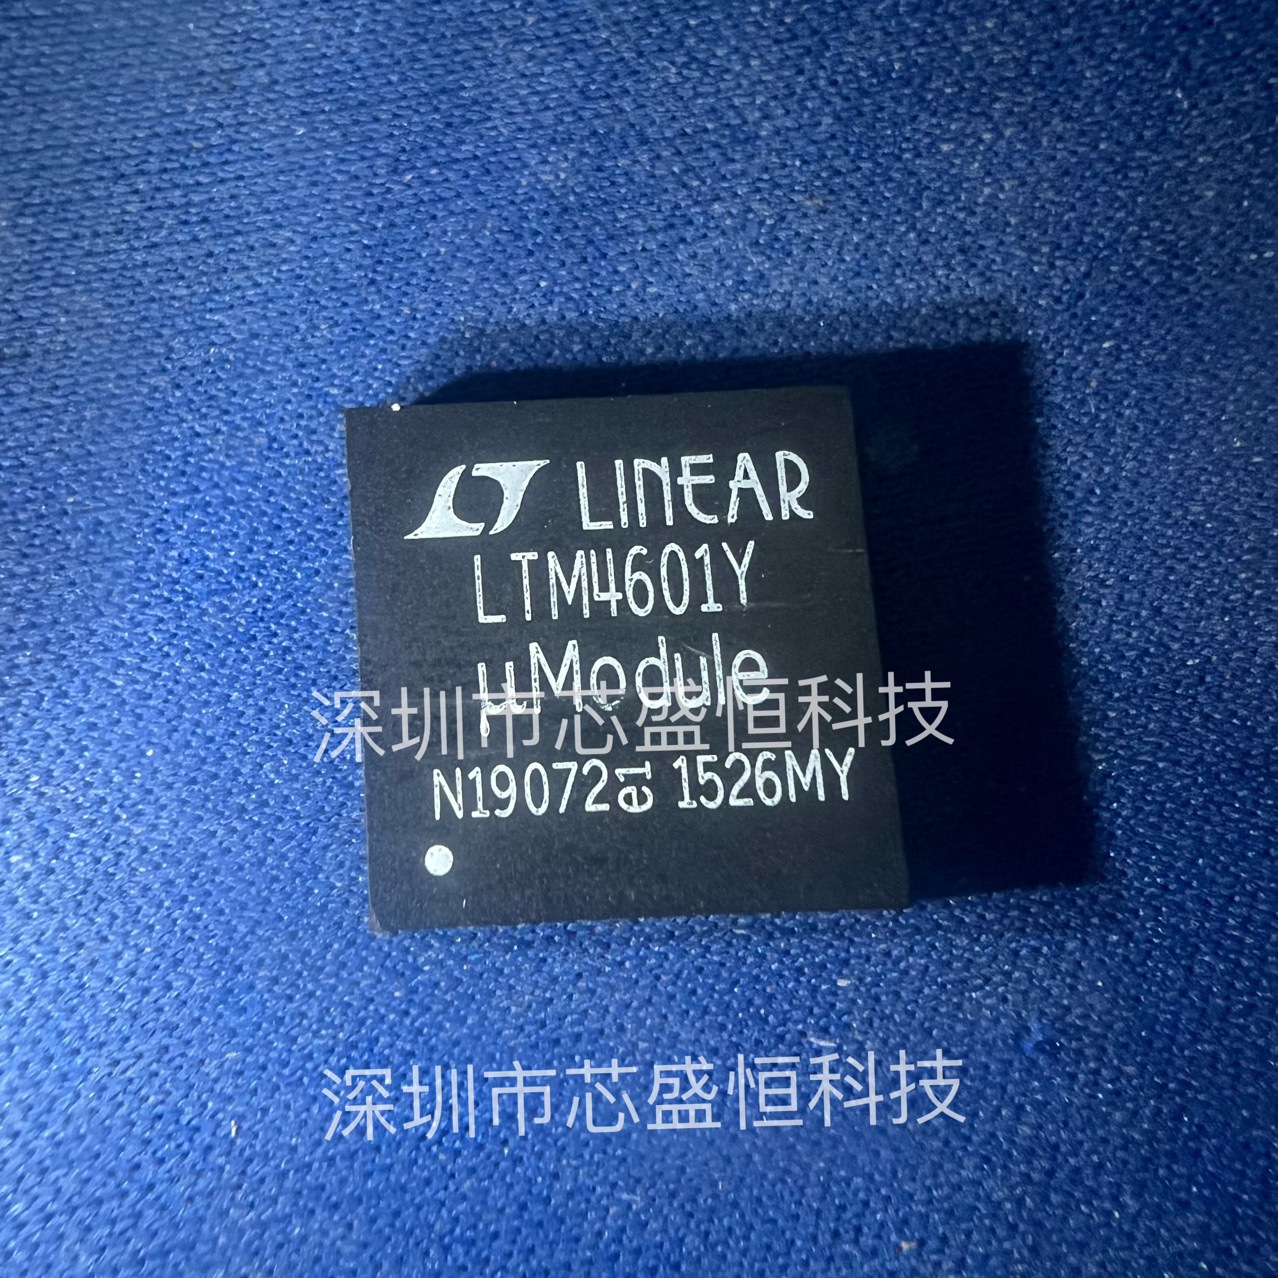 LINEAR
LTM4601Y
µModule
深圳市芯盛恒科技
N19072e1 1526MY
深圳市芯盛恒科技